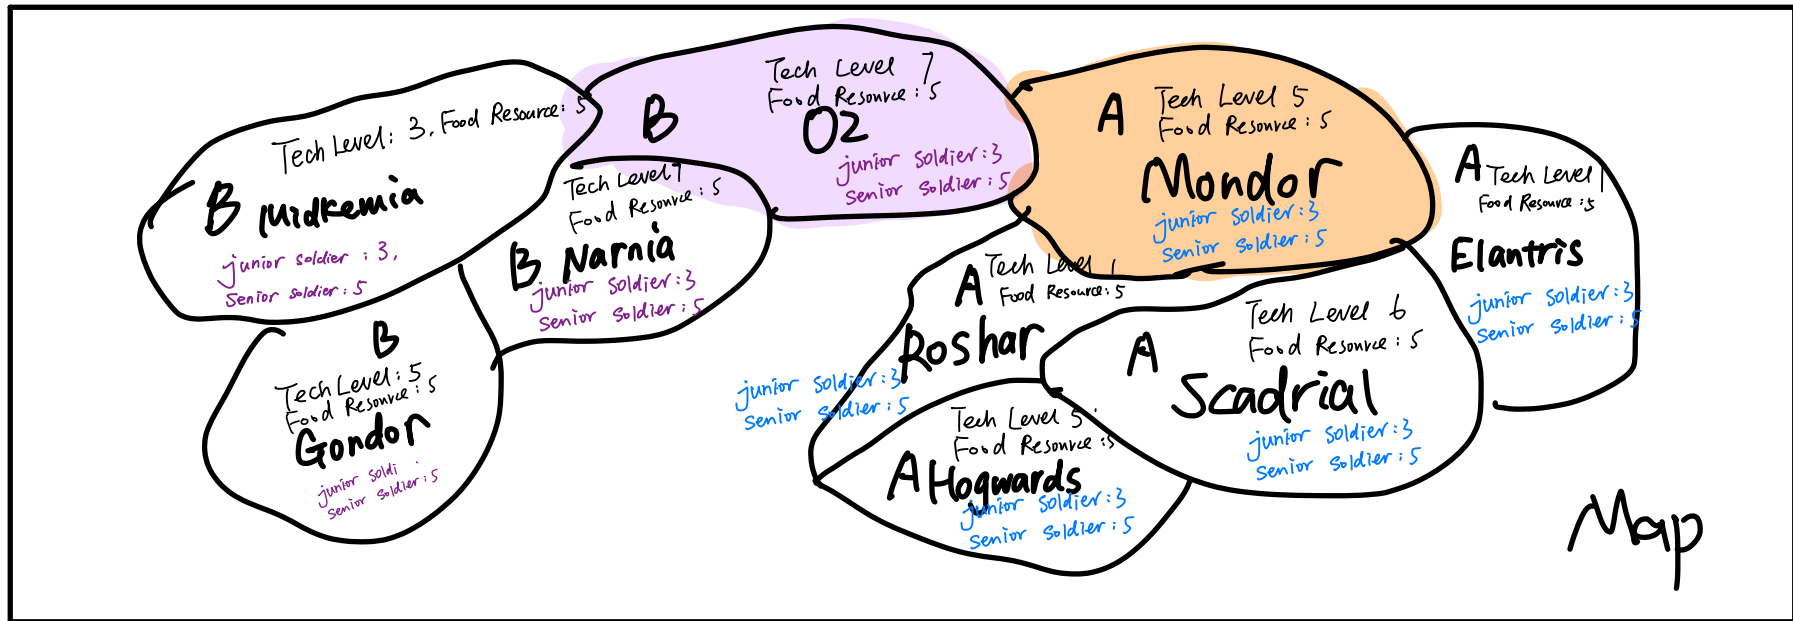 Tech Level: 3, Food Resource: 5
B Midkemia
junior soldier : 3,
senior soldier : 5
Tech Level 7
Food Resource : 5
B
OZ
junior soldier : 3
senior soldier : 5
Tech Level 7
Food Resource : 5
B Narnia
junior soldier : 3
senior soldier : 5
B
Tech Level: 5
Food Resource: 5
Gondor
junior soldi
senior soldier : 5
A
Tech Level 5
Food Resource : 5
Mondor
junior soldier : 3
senior soldier : 5
A Tech Level 1
Food Resource : 5
Elantris
junior soldier : 3
senior soldier : 5
A Tech Level 1
Food Resource : 5
Roshar
junior soldier : 3
senior soldier : 5
A
Tech Level 6
Food Resource : 5
Scadrial
junior soldier : 3
senior soldier : 5
Tech Level 5
Food Resource : 5
A Hogwards
junior soldier : 3
senior soldier : 5
Map